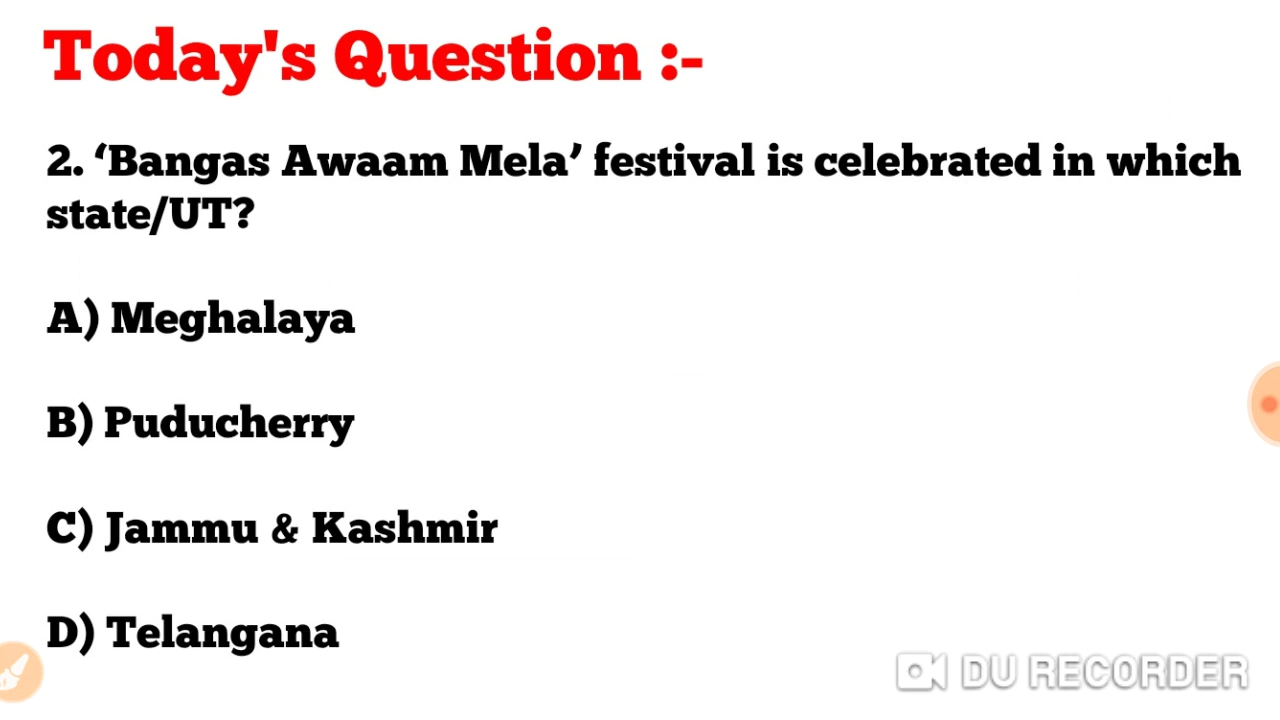 Today's Question :-
2. ‘Bangas Awaam Mela’ festival is celebrated in which
state/UT?
A) Meghalaya
B) Puducherry
C) Jammu & Kashmir
D) Telangana
DU RECORDER